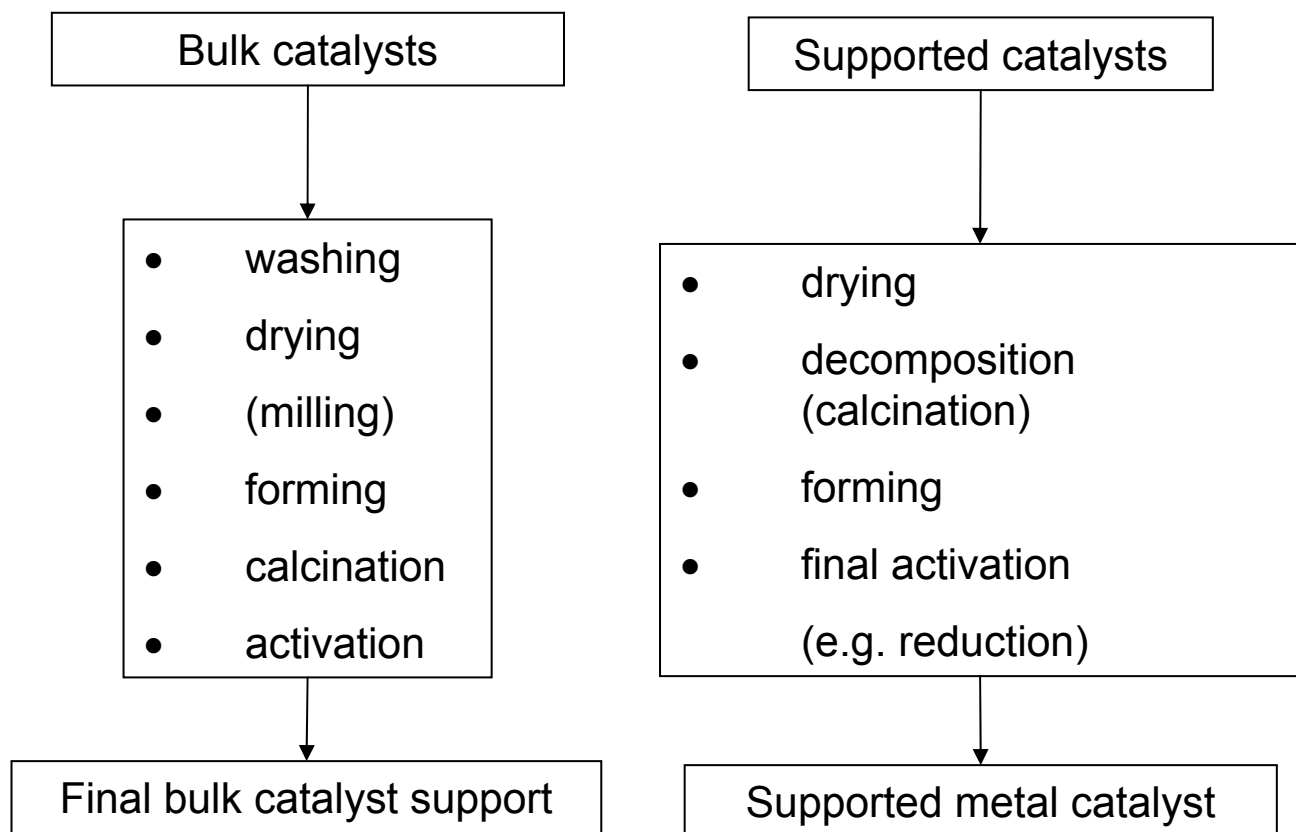 Bulk catalysts
• washing
• drying
• (milling)
• forming
• calcination
• activation
Final bulk catalyst support
Supported catalysts
• drying
• decomposition
(calcination)
• forming
• final activation
(e.g. reduction)
Supported metal catalyst